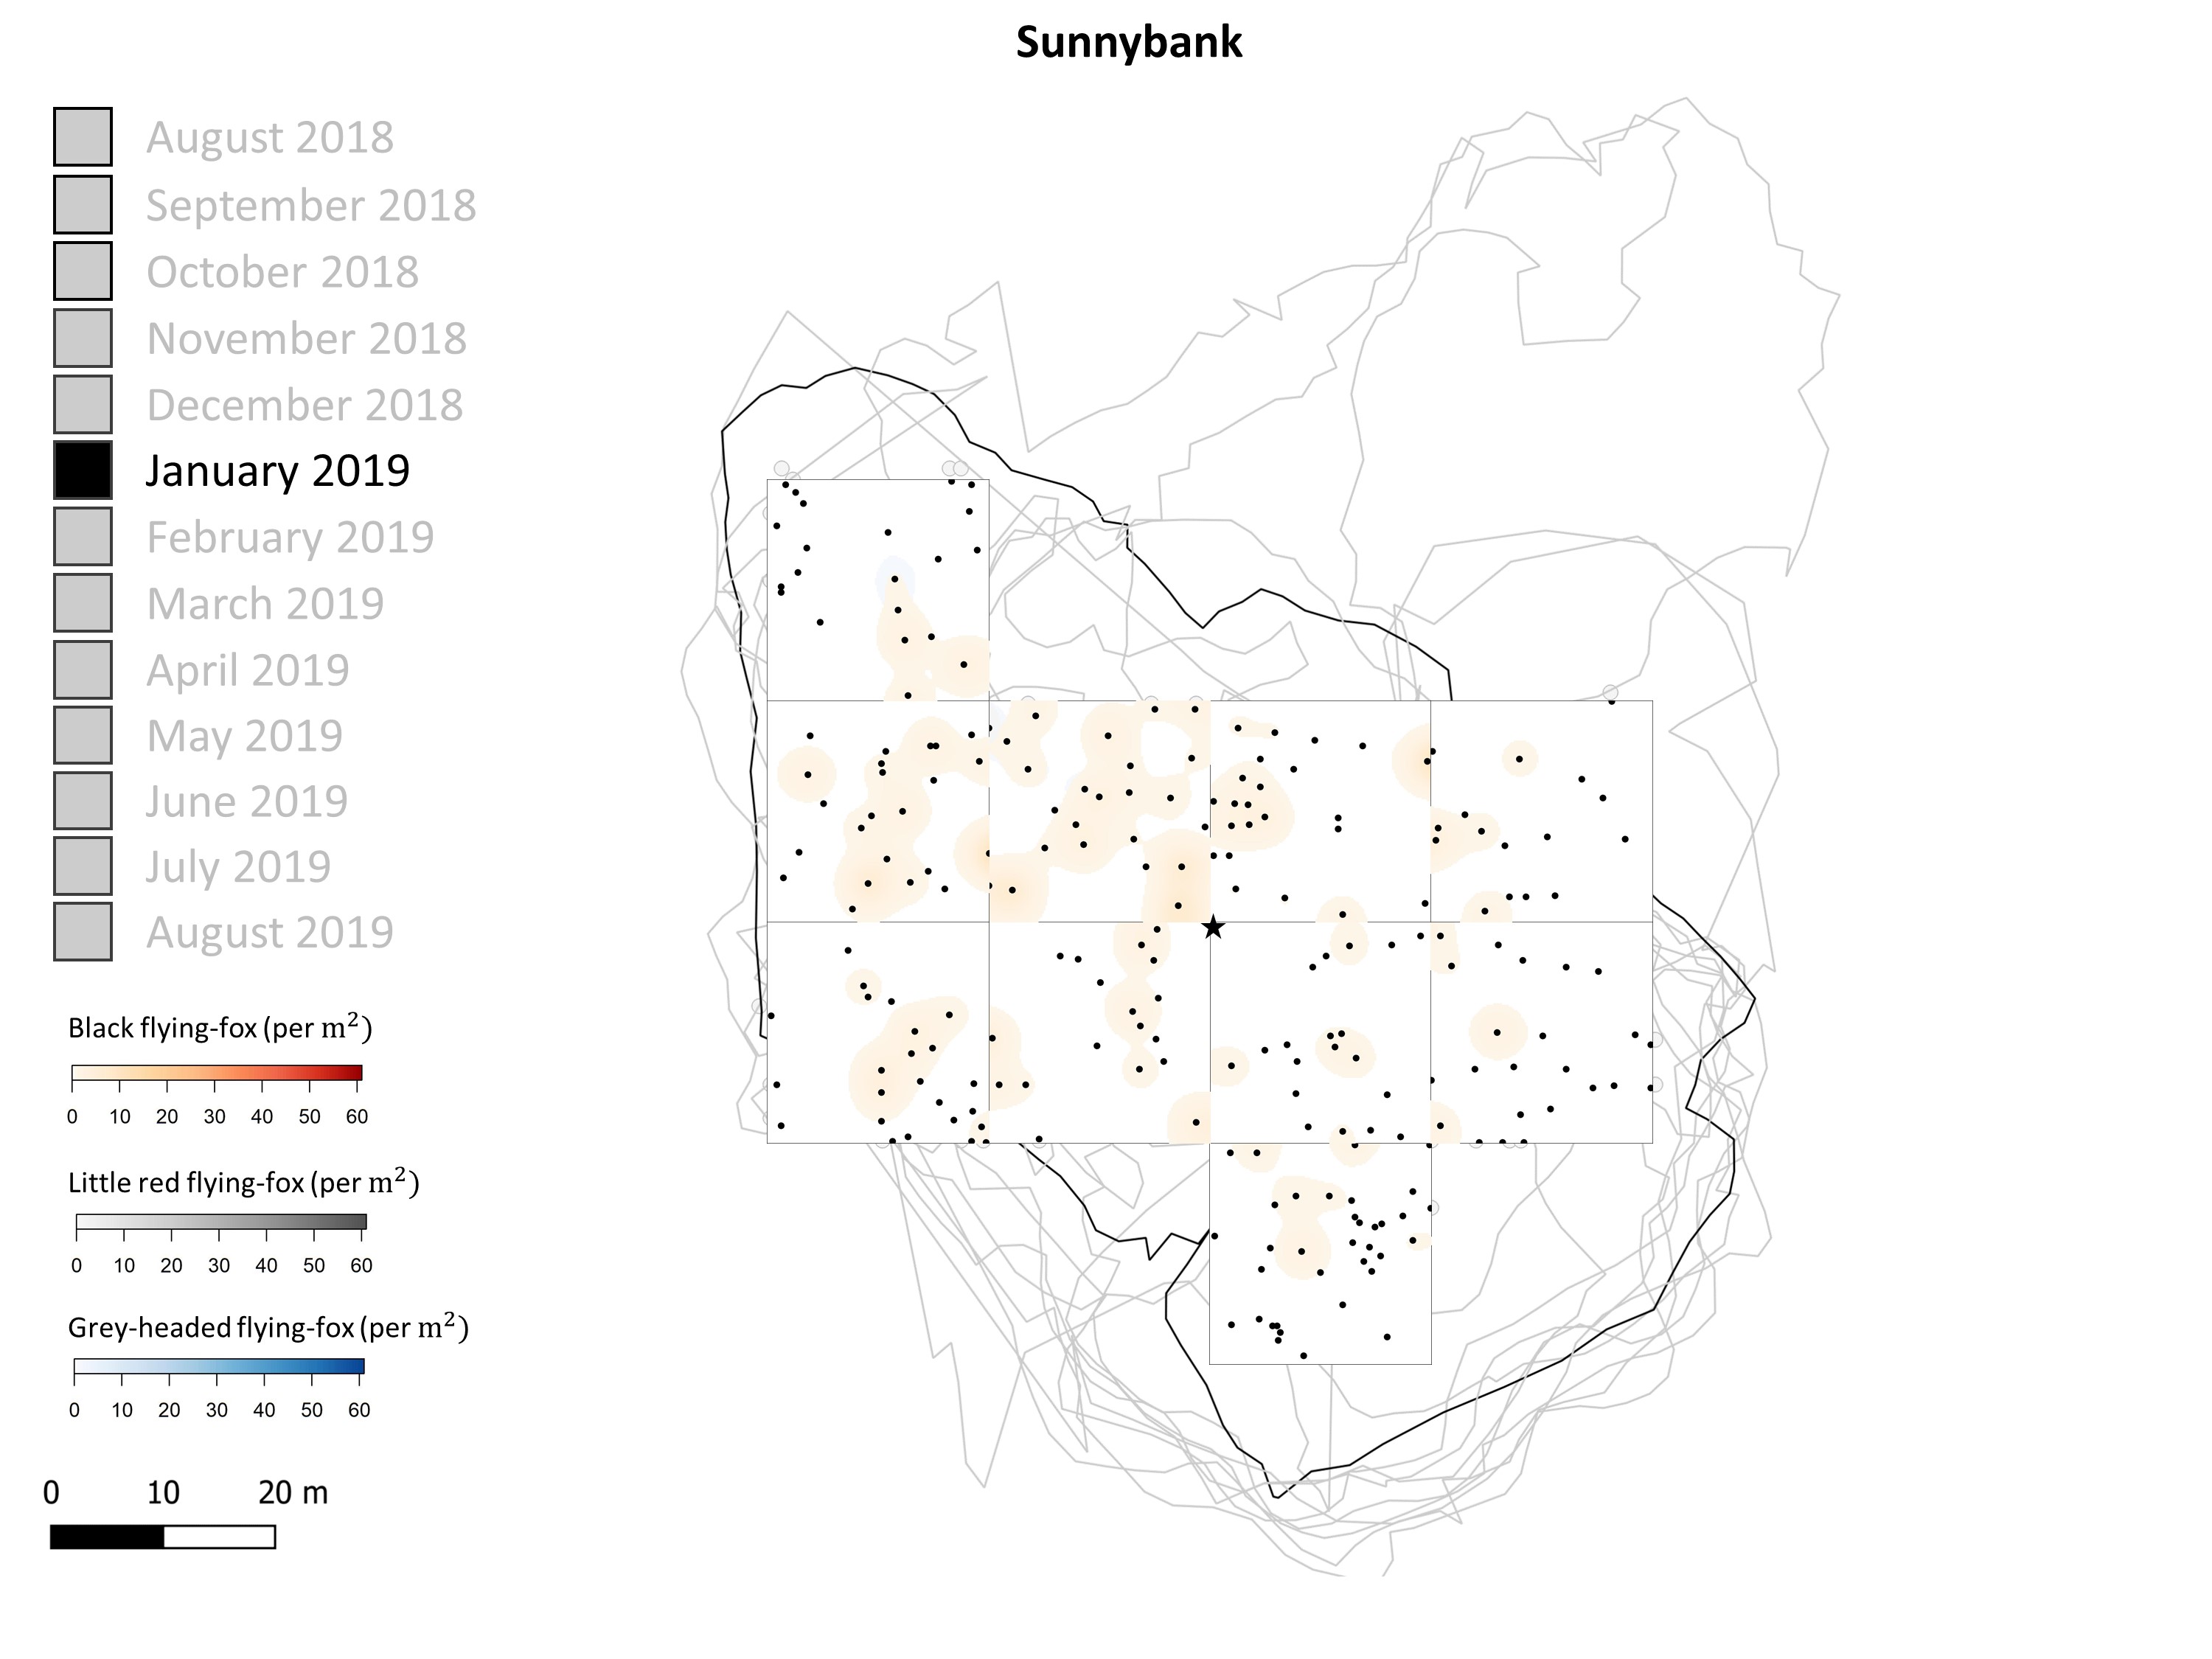 Sunnybank
August 2018
September 2018
October 2018
November 2018
December 2018
January 2019
February 2019
March 2019
April 2019
May 2019
June 2019
July 2019
August 2019
Black flying-fox (per m²)
0 10 20 30 40 50 60
Little red flying-fox (per m²)
0 10 20 30 40 50 60
Grey-headed flying-fox (per m²)
0 10 20 30 40 50 60
0 10 20 m